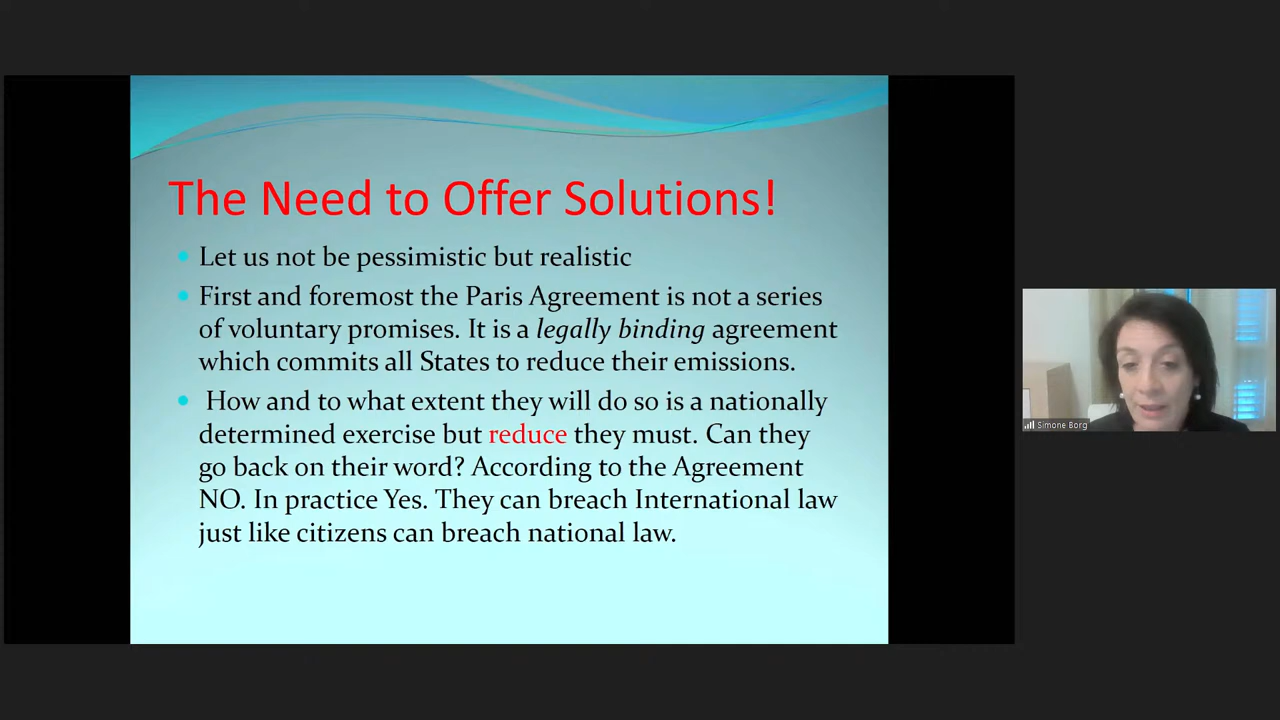 The Need to Offer Solutions!
Let us not be pessimistic but realistic
First and foremost the Paris Agreement is not a series
of voluntary promises. It is a legally binding agreement
which commits all States to reduce their emissions.
How and to what extent they will do so is a nationally
determined exercise but reduce they must. Can they
go back on their word? According to the Agreement
NO. In practice Yes. They can breach International law
just like citizens can breach national law.
Simone Borg